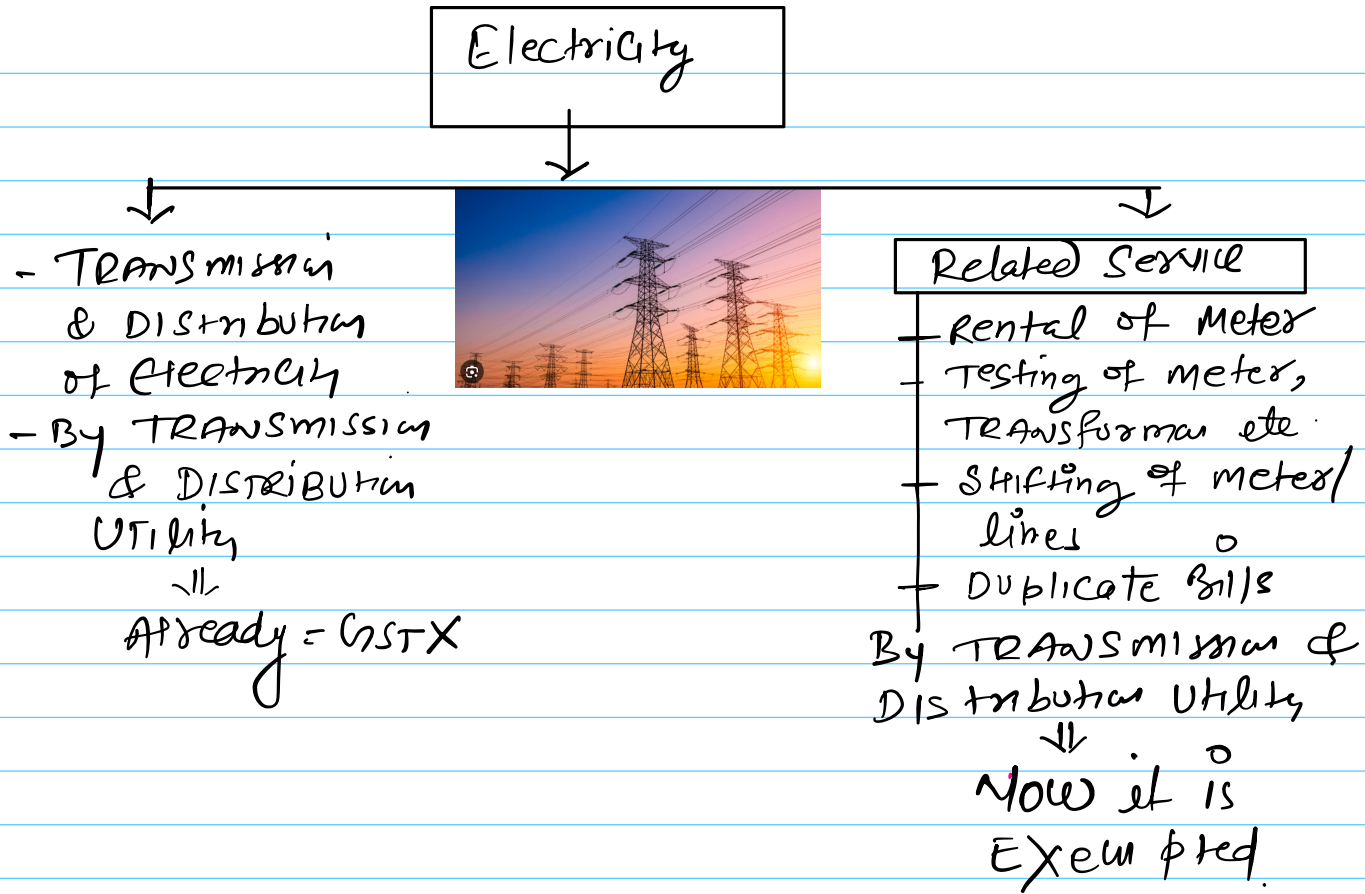 Electricity
- TRANSmission
& DIStribution
of Electricity
- By TRANSmISSion
& DISTRiBUtion
UTility
⇓
Already = GSTX
Related Service
- Rental of Meter
- Testing of meter,
TRANSformer etc.
- SHifting of meter/
lines
- DUplicate Bills
By TRANSmission &
DIStribution Utility
⇓
Now it is
EXempted.